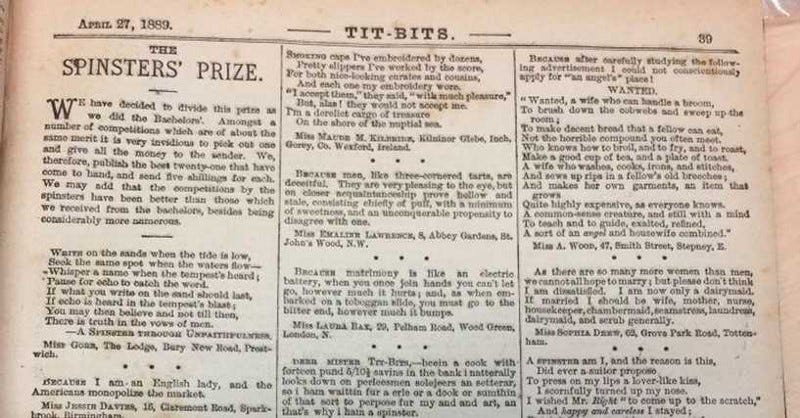 APRIL 27, 1889.
TIT-BITS.
39
THE
SPINSTERS' PRIZE.
WE have decided to divide this prize as
we did the Bachelors'. Amongst a
number of competitions which are of about the
same merit it is very invidious to pick out one
and give all the money to the sender. We,
therefore, publish the best twenty-one that have
come to hand, and send five shillings for each.
We may add that the competitions by the
spinsters have been better than those which
we received from the bachelors, besides being
considerably more numerous.
WRITE on the sands when the tide is low,
Seek the same spot when the waters flow—
Whisper a name when the tempest's heard;
Pause for echo to catch the word.
If what you write on the sand should last,
If echo is heard in the tempest's blast;
You may then believe and not till then,
There is truth in the vows of men.
—A SPINSTER THROUGH UNFAITHFULNESS.
MISS GORE, The Lodge, Bury New Road, Prest-
wich.
BECAUSE I am an English lady, and the
Americans monopolize the market.
MISS JESSIE DAVIES, 16, Claremont Road, Spark-
brook, Birmingham.
SMOKING caps I've embroidered by dozens,
Pretty slippers I've worked by the score,
For both nice-looking curates and cousins,
And each one my embroidery wore.
"I accept them," they said, "with much pleasure,"
But, alas! they would not accept me.
I'm a derelict cargo of treasure
On the shore of the nuptial sea.
MISS MAUDE M. Kilninor Glebe, Inch,
Gorey, Co. Wexford, Ireland.
BECAUSE men, like three-cornered tarts, are
deceitful. They are very pleasing to the eye, but
on closer acquaintanceship prove hollow and
stale, consisting chiefly of puff, with a minimum
of sweetness, and an unconquerable propensity to
disagree with one.
MISS EMALINE LAWRENCE, 8, Abbey Gardens, St.
John's Wood, N.W.
BECAUSE matrimony is like an electric
battery, when you once join hands you can't let
go, however much it hurts; and, as when em-
barked on a toboggan slide, you must go to the
bitter end, however much it bumps.
MISS LAURA BAX, 29, Pelham Road, Wood Green,
London, N.
DEER MISTER TIT-BITS,—bein a cook with
forteen pund 5/10½ savins in the bank i natterally
looks down on perleesmen solejears an setterar,
so i ham waitin fur a erle or a dook or sumthin
of that sort to perpose fur my and and art, an
that's why i ham a spinster.
BECAUSE after carefully studying the follow-
ing advertisement I could not conscientiously
apply for "an angel's" place!
WANTED.
"Wanted, a wife who can handle a broom,
To brush down the cobwebs and sweep up the
room;
To make decent bread that a fellow can eat,
Not the horrible compound you often meet.
Who knows how to broil, and to fry, and to roast,
Make a good cup of tea, and a plate of toast.
A wife who washes, cooks, irons, and stitches,
And sews up rips in a fellow's old breeches;
And makes her own garments, an item that
grows
Quite highly expensive, as everyone knows.
A common-sense creature, and still with a mind
To teach and to guide, exalted, refined,
A sort of an angel and housewife combined."
MISS A. WOOD, 47, Smith Street, Stepney, E.
As there are so many more women than men,
we cannot all hope to marry; but please don't think
I am dissatisfied. I am now only a dairymaid.
If married I should be wife, mother, nurse,
housekeeper, chambermaid, seamstress, laundress,
dairymaid, and scrub generally.
MISS SOPHIA DREW, 62, Grove Park Road, Totten-
ham.
A SPINSTER am I, and the reason is this,
Did ever a suitor propose
To press on my lips a lover-like kiss,
I scornfully turned up my nose.
I wished Mr. Right "to come up to the scratch,"
And happy and careless I stayed;